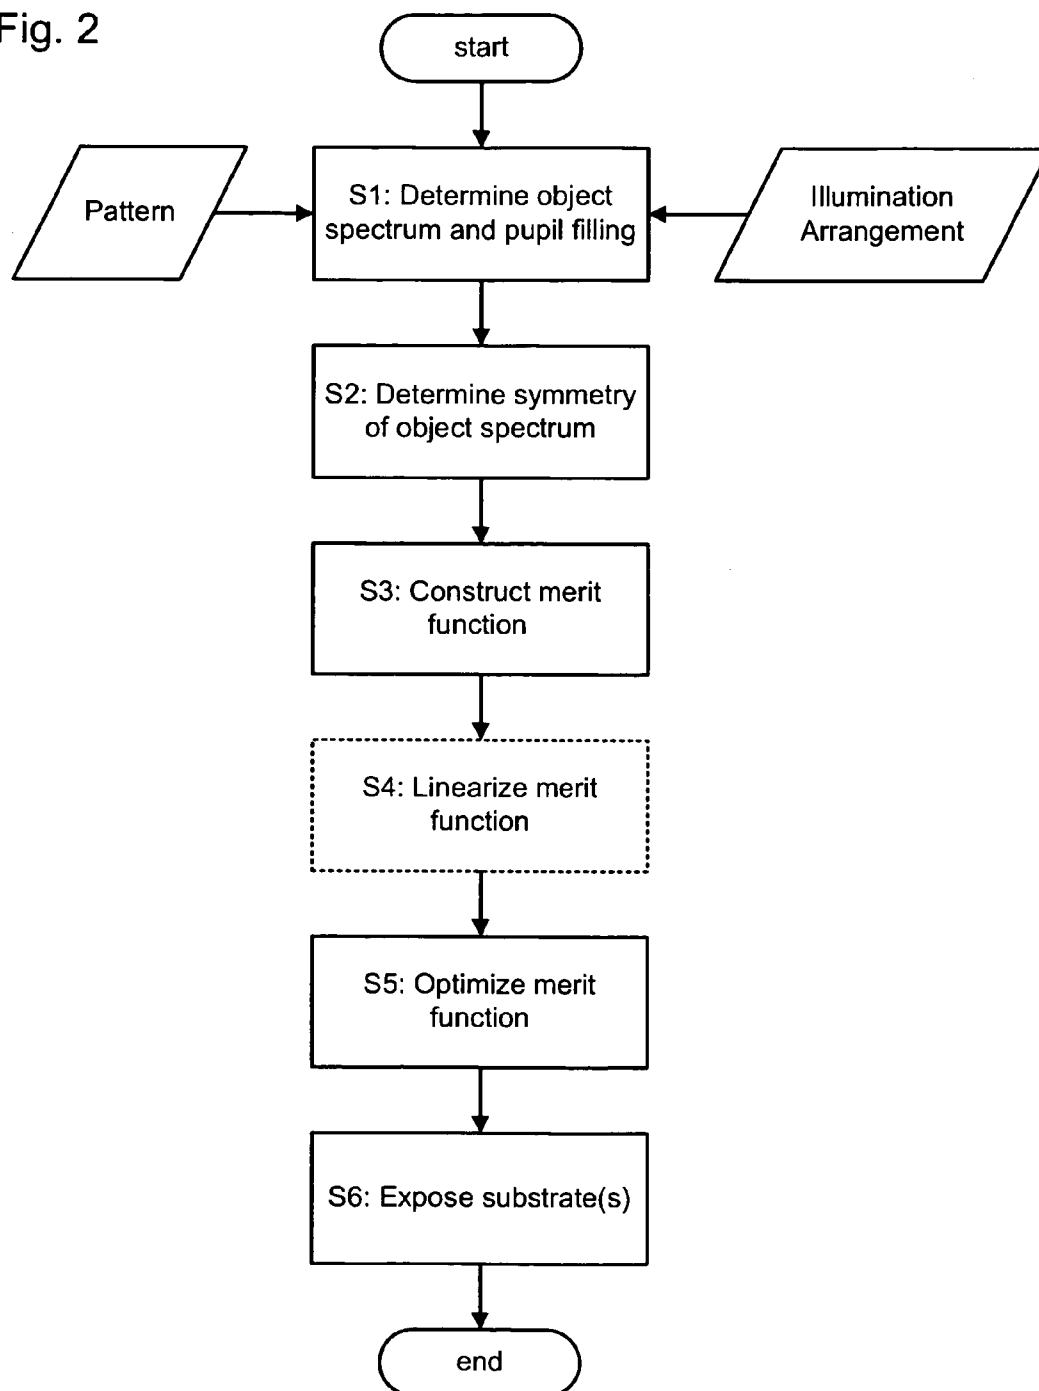 Fig. 2
start
Pattern
S1: Determine object
spectrum and pupil filling
Illumination
Arrangement
S2: Determine symmetry
of object spectrum
S3: Construct merit
function
S4: Linearize merit
function
S5: Optimize merit
function
S6: Expose substrate(s)
end